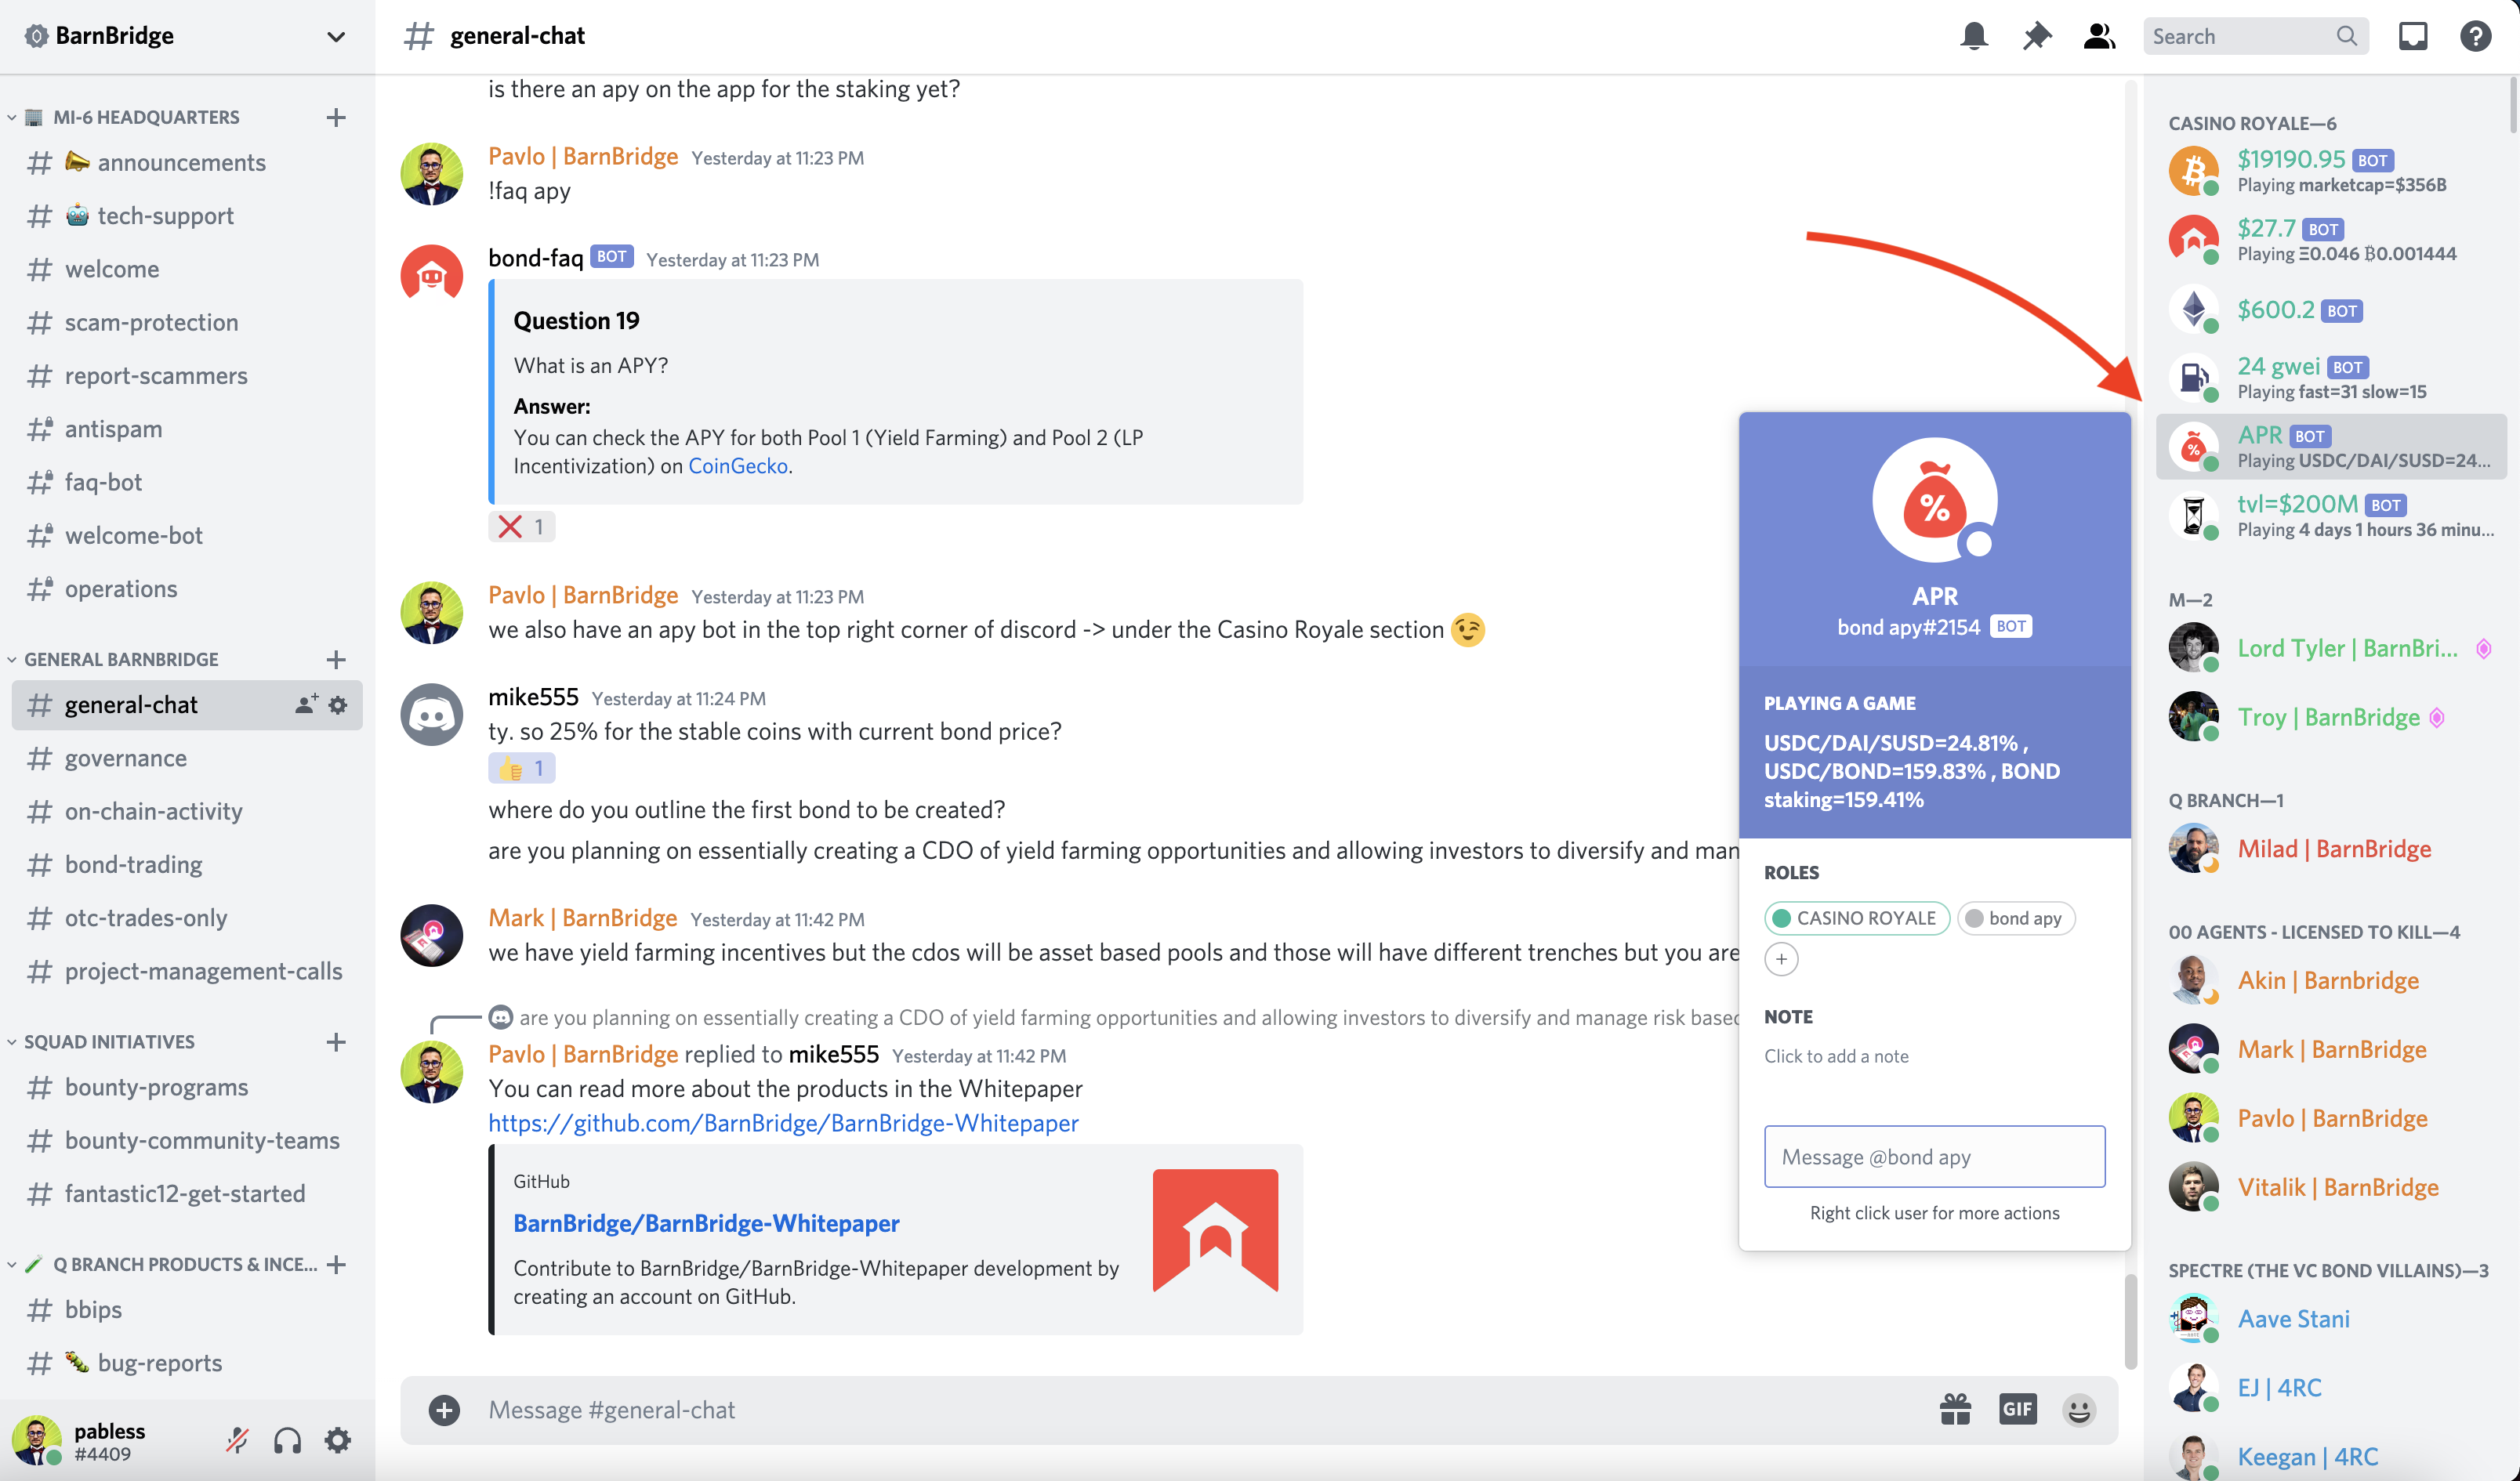 BarnBridge
MI-6 HEADQUARTERS
announcements
tech-support
welcome
scam-protection
report-scammers
antispam
faq-bot
welcome-bot
operations
GENERAL BARNBRIDGE
general-chat
governance
on-chain-activity
bond-trading
otc-trades-only
project-management-calls
SQUAD INITIATIVES
bounty-programs
bounty-community-teams
fantastic12-get-started
Q BRANCH PRODUCTS & INCE...
bbips
bug-reports
pabless
#4409
general-chat
Search
is there an apy on the app for the staking yet?
Pavlo | BarnBridge Yesterday at 11:23 PM
!faq apy
bond-faq BOT Yesterday at 11:23 PM
Question 19
What is an APY?
Answer:
You can check the APY for both Pool 1 (Yield Farming) and Pool 2 (LP
Incentivization) on CoinGecko.
1
Pavlo | BarnBridge Yesterday at 11:23 PM
we also have an apy bot in the top right corner of discord -> under the Casino Royale section 😉
mike555 Yesterday at 11:24 PM
ty. so 25% for the stable coins with current bond price?
1
where do you outline the first bond to be created?
are you planning on essentially creating a CDO of yield farming opportunities and allowing investors to diversify and man
Mark | BarnBridge Yesterday at 11:42 PM
we have yield farming incentives but the cdos will be asset based pools and those will have different trenches but you are
are you planning on essentially creating a CDO of yield farming opportunities and allowing investors to diversify and manage risk based
Pavlo | BarnBridge replied to mike555 Yesterday at 11:42 PM
You can read more about the products in the Whitepaper
https://github.com/BarnBridge/BarnBridge-Whitepaper
GitHub
BarnBridge/BarnBridge-Whitepaper
Contribute to BarnBridge/BarnBridge-Whitepaper development by
creating an account on GitHub.
Message #general-chat
GIF
%
APR
bond apy#2154 BOT
PLAYING A GAME
USDC/DAI/SUSD=24.81% ,
USDC/BOND=159.83% , BOND
staking=159.41%
ROLES
CASINO ROYALE
bond apy
NOTE
Click to add a note
Message @bond apy
Right click user for more actions
CASINO ROYALE—6
$19190.95 BOT
Playing marketcap=$356B
$27.7 BOT
Playing Ξ0.046 ₿0.001444
$600.2 BOT
24 gwei BOT
Playing fast=31 slow=15
APR BOT
Playing USDC/DAI/SUSD=24...
tvl=$200M BOT
Playing 4 days 1 hours 36 minu...
M—2
Lord Tyler | BarnBri...
Troy | BarnBridge
Q BRANCH—1
Milad | BarnBridge
00 AGENTS - LICENSED TO KILL—4
Akin | Barnbridge
Mark | BarnBridge
Pavlo | BarnBridge
Vitalik | BarnBridge
SPECTRE (THE VC BOND VILLAINS)—3
Aave Stani
EJ | 4RC
Keegan | 4RC